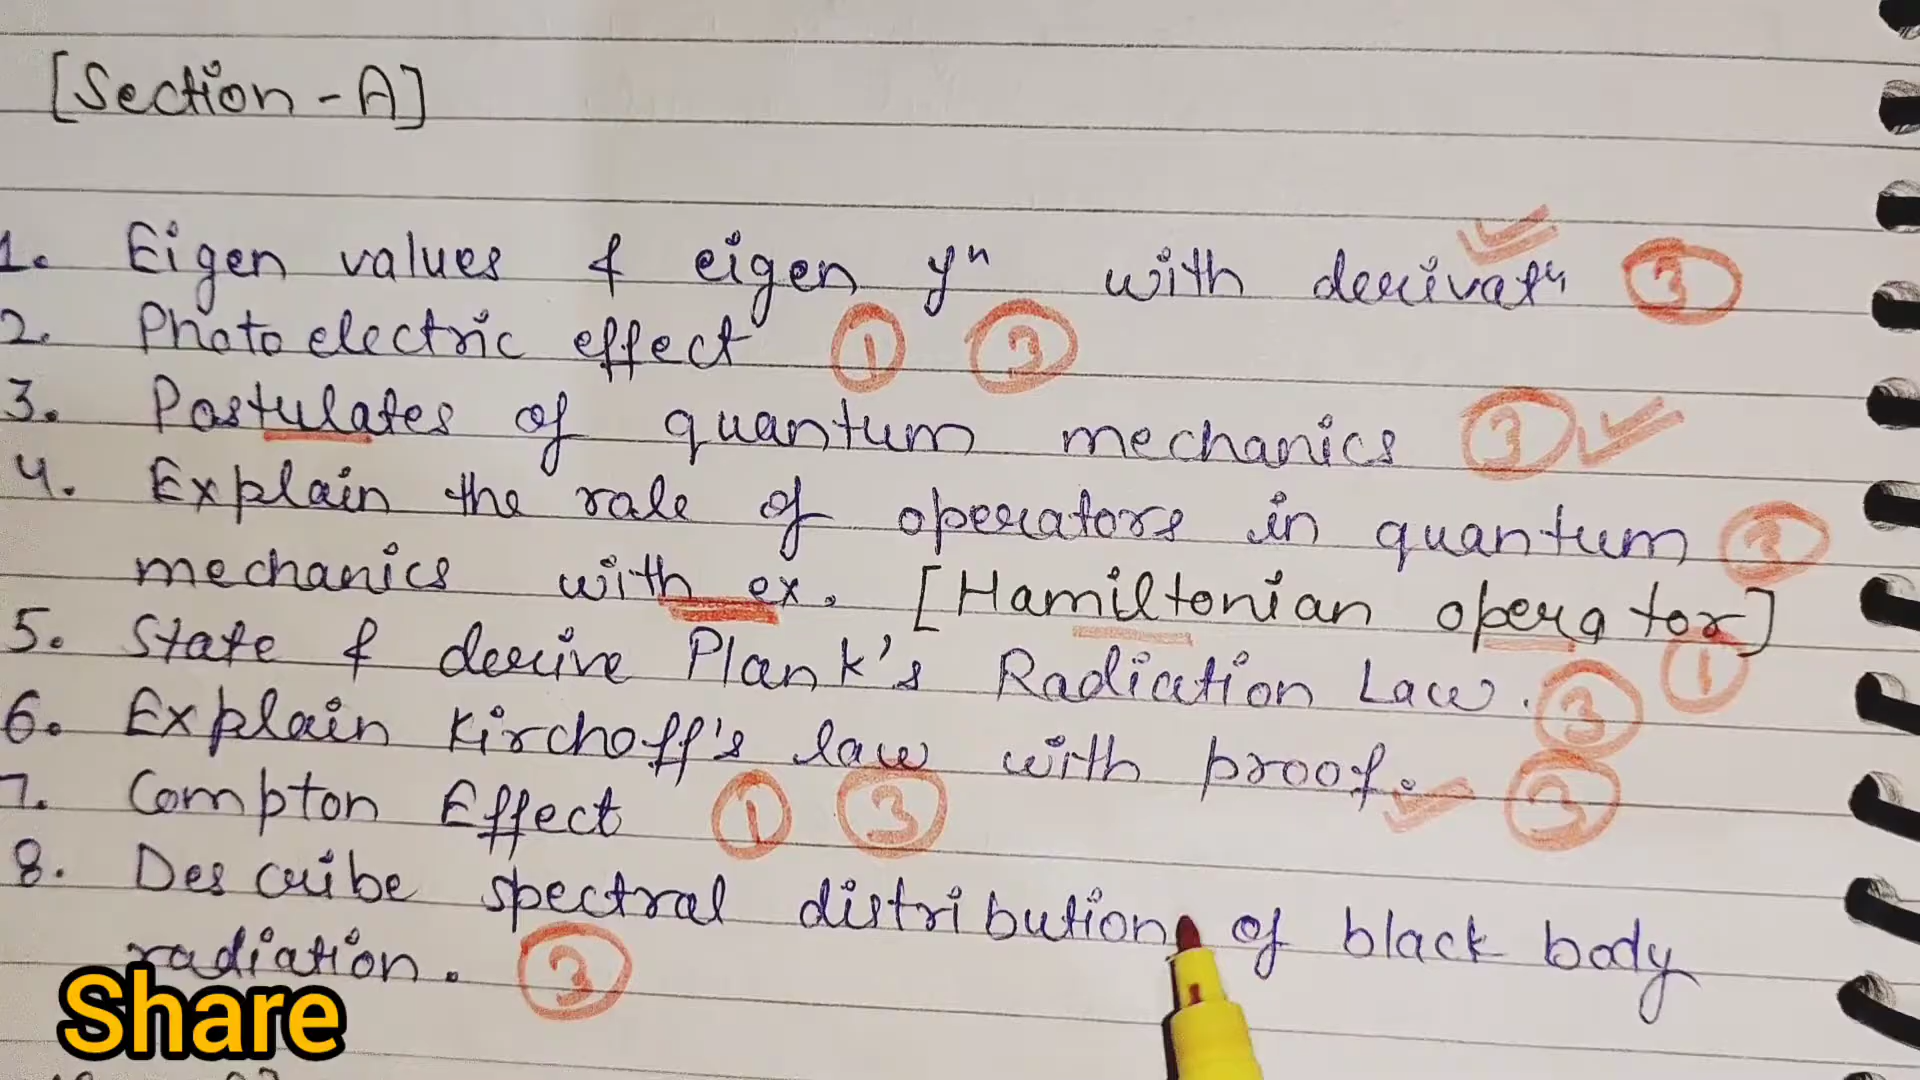 [Section - A]
1. Eigen values & eigen yⁿ with derivatⁿ ③
2. Photoelectric effect ① ③
3. Postulates of quantum mechanics ③
4. Explain the role of operators in quantum ③
mechanics with ex. [Hamiltonian operator]
5. State & derive Plank's Radiation Law. ③ ①
6. Explain Kirchoff's law with proof. ③
7. Compton Effect ① ③
8. Describe spectral distribution of black body
radiation. ③
Share